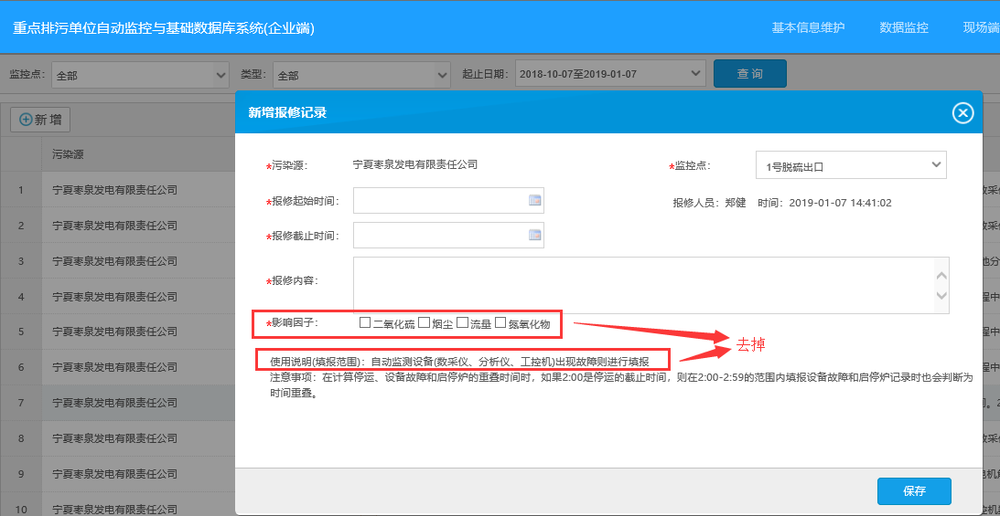 重点排污单位自动监控与基础数据库系统(企业端)
基本信息维护 数据监控 现场端
监控点： 全部 类型： 全部 起止日期： 2018-10-07至2019-01-07 查 询
新 增
新增报修记录
污染源
*污染源： 宁夏枣泉发电有限责任公司 *监控点： 1号脱硫出口
*报修起始时间： 报修人员：郑健 时间：2019-01-07 14:41:02
*报修截止时间：
*报修内容：
*影响因子： 二氧化硫 烟尘 流量 氮氧化物
去掉
使用说明(填报范围)：自动监测设备(数采仪、分析仪、工控机)出现故障则进行填报
注意事项：在计算停运、设备故障和启停炉的重叠时间时，如果2:00是停运的截止时间，则在2:00-2:59的范围内填报设备故障和启停炉记录时也会判断为
时间重叠。
保存
1 宁夏枣泉发电有限责任公司
2 宁夏枣泉发电有限责任公司
3 宁夏枣泉发电有限责任公司
4 宁夏枣泉发电有限责任公司
5 宁夏枣泉发电有限责任公司
6 宁夏枣泉发电有限责任公司
7 宁夏枣泉发电有限责任公司
8 宁夏枣泉发电有限责任公司
9 宁夏枣泉发电有限责任公司
10 宁夏枣泉发电有限责任公司